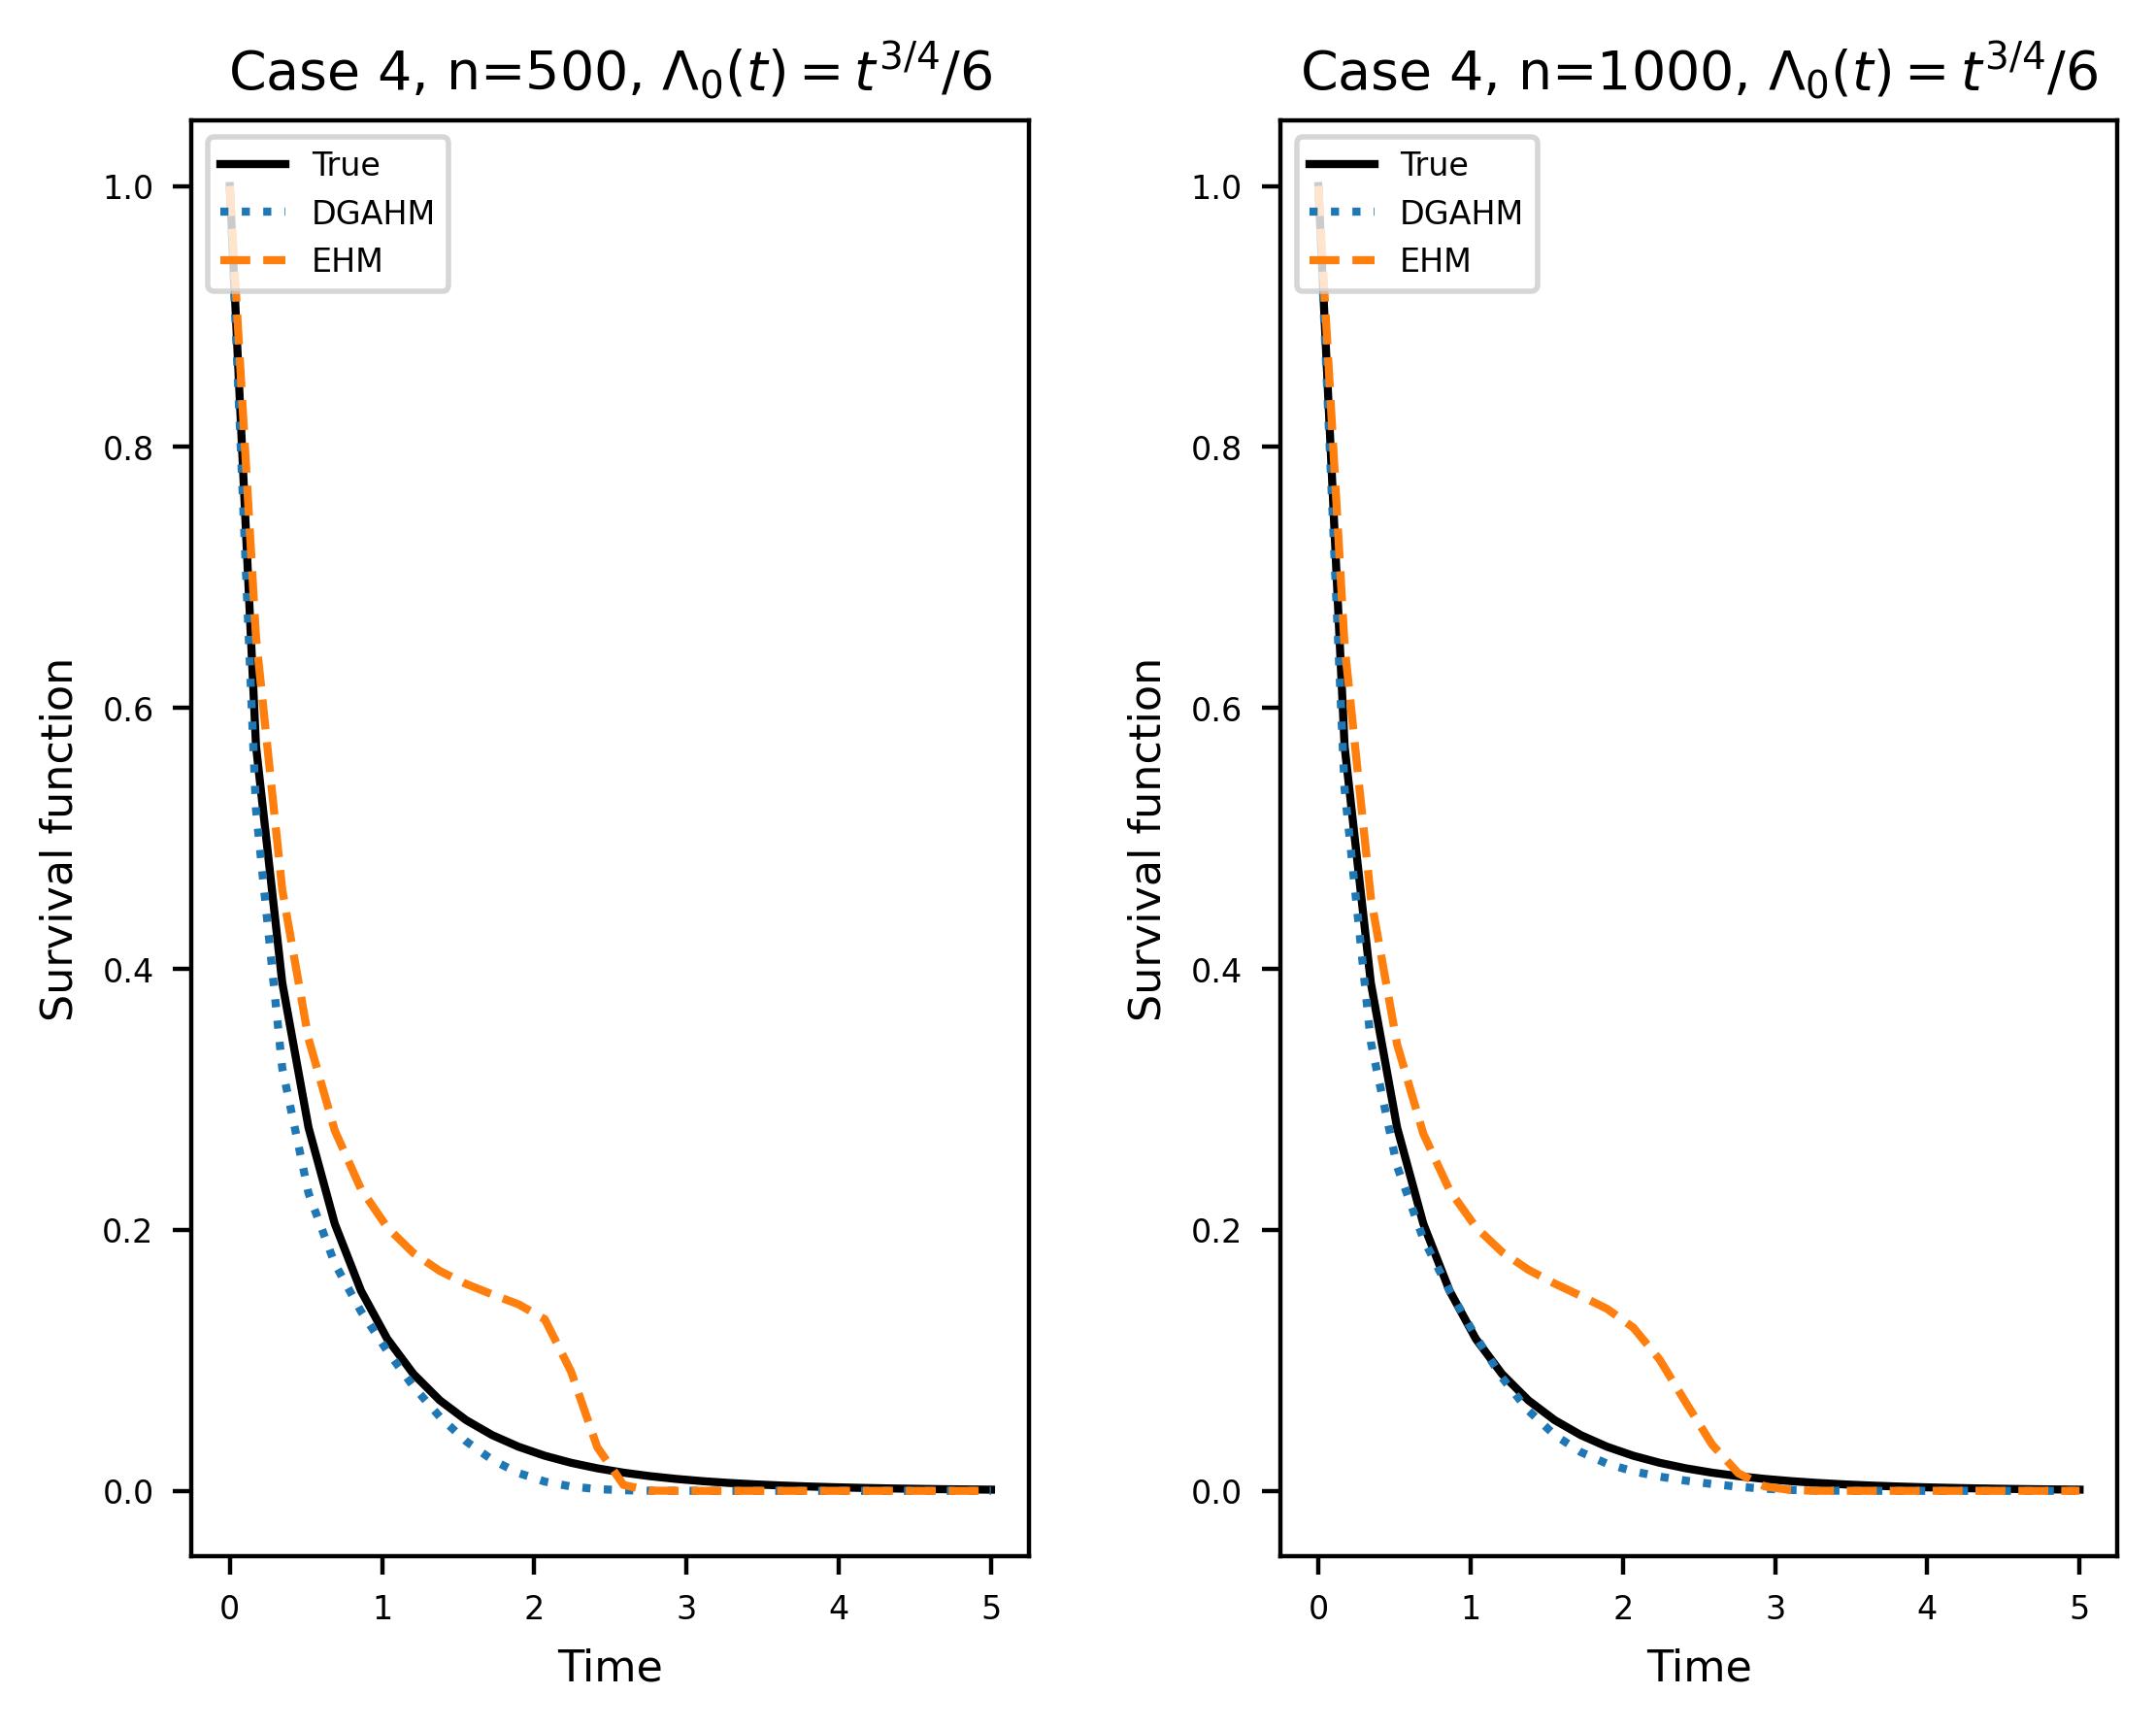 Case 4, n=500, Λ₀(t) = t³/⁴/6
True
DGAHM
EHM
1.0
0.8
0.6
0.4
0.2
0.0
Survival function
0 1 2 3 4 5
Time
Case 4, n=1000, Λ₀(t) = t³/⁴/6
True
DGAHM
EHM
1.0
0.8
0.6
0.4
0.2
0.0
Survival function
0 1 2 3 4 5
Time